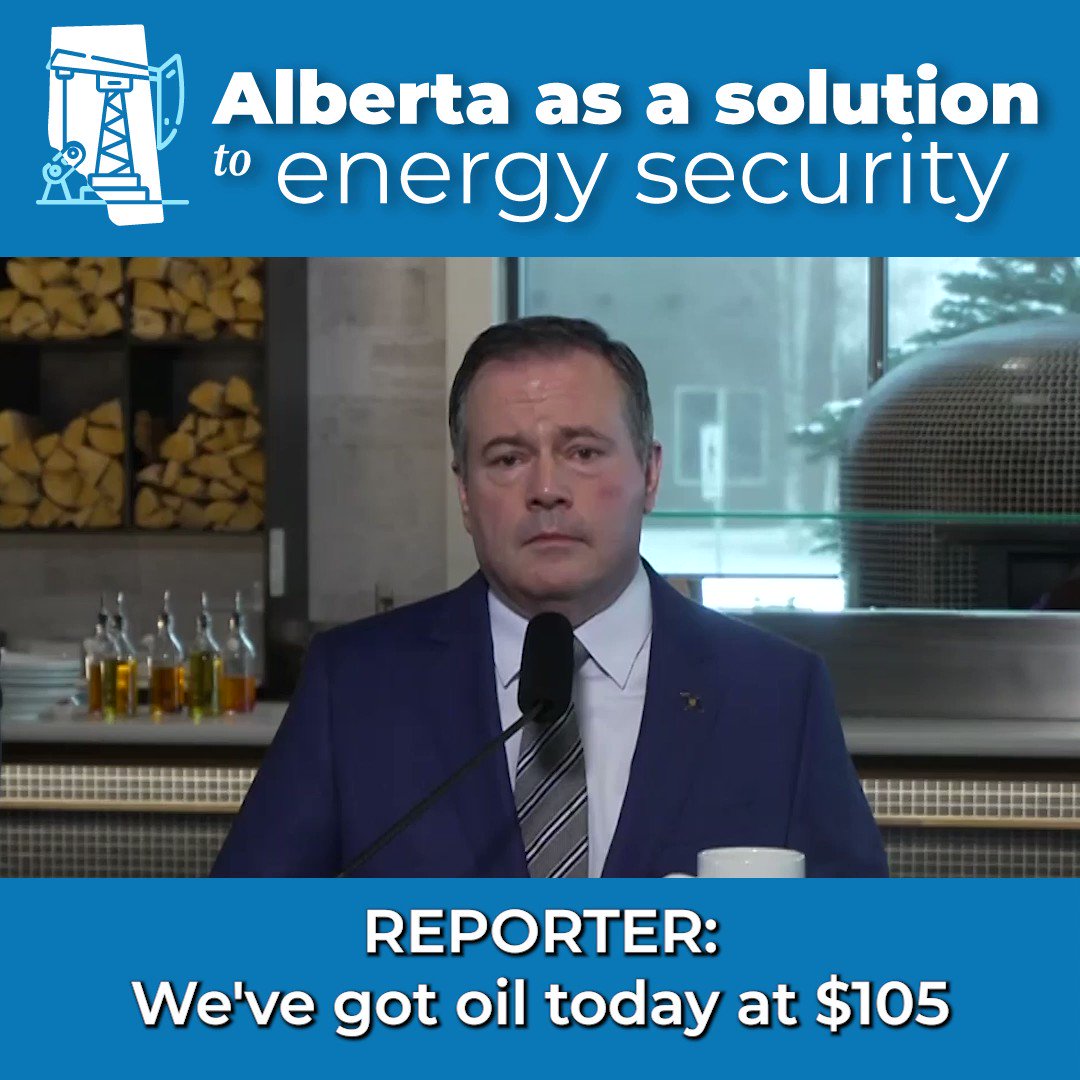 Alberta as a solution
to energy security
REPORTER:
We've got oil today at $105